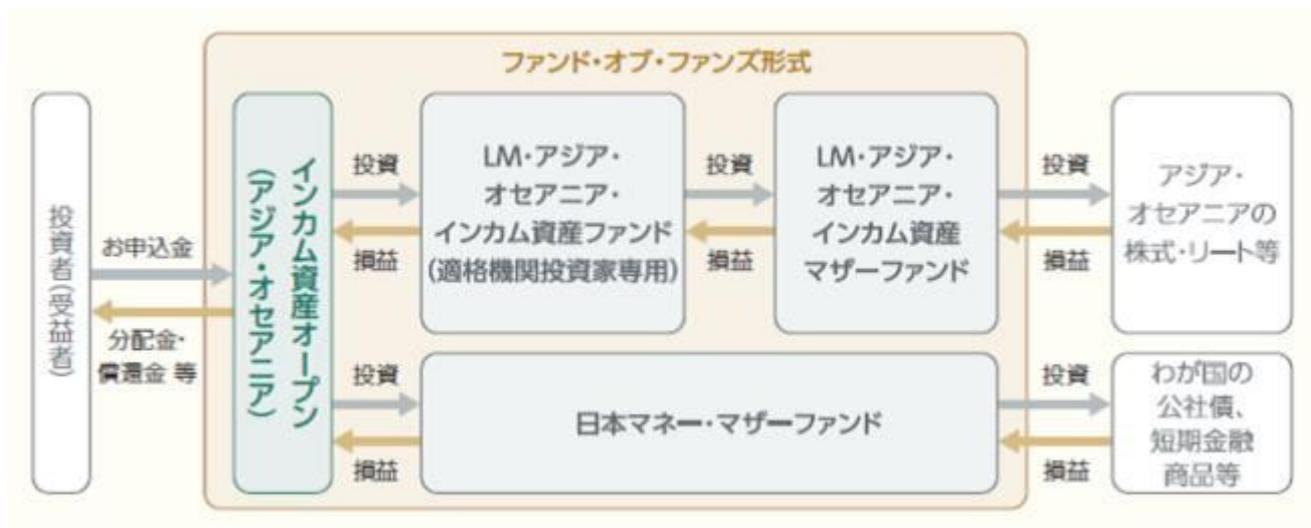 ファンド・オブ・ファンズ形式
投資者(受益者)
お申込金
分配金・
償還金 等
インカム資産オープン
(アジア・オセアニア)
投資
損益
LM・アジア・
オセアニア・
インカム資産ファンド
(適格機関投資家専用)
投資
損益
LM・アジア・
オセアニア・
インカム資産
マザーファンド
投資
損益
アジア・
オセアニアの
株式・リート等
投資
損益
日本マネー・マザーファンド
投資
損益
わが国の
公社債、
短期金融
商品等